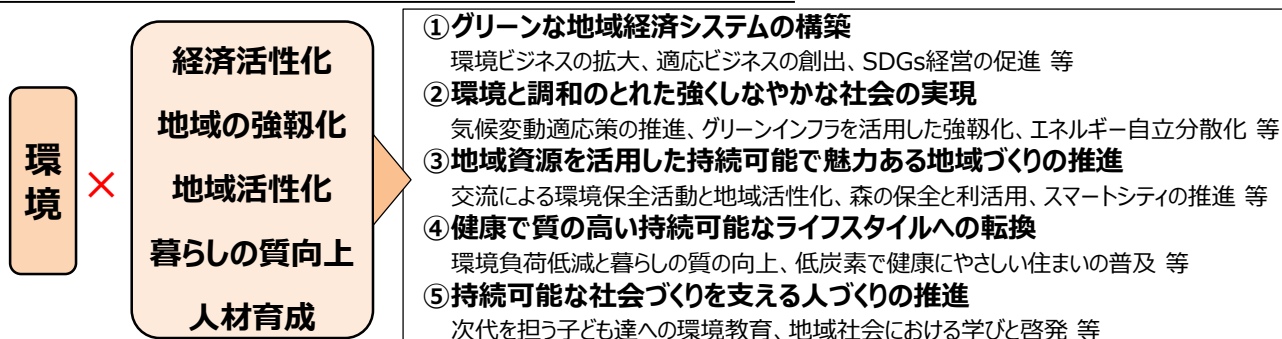 環境
×
経済活性化
地域の強靱化
地域活性化
暮らしの質向上
人材育成
①グリーンな地域経済システムの構築
環境ビジネスの拡大、適応ビジネスの創出、SDGs経営の促進 等
②環境と調和のとれた強くしなやかな社会の実現
気候変動適応策の推進、グリーンインフラを活用した強靱化、エネルギー自立分散化 等
③地域資源を活用した持続可能で魅力ある地域づくりの推進
交流による環境保全活動と地域活性化、森の保全と利活用、スマートシティの推進 等
④健康で質の高い持続可能なライフスタイルへの転換
環境負荷低減と暮らしの質の向上、低炭素で健康にやさしい住まいの普及 等
⑤持続可能な社会づくりを支える人づくりの推進
次代を担う子ども達への環境教育、地域社会における学びと啓発 等